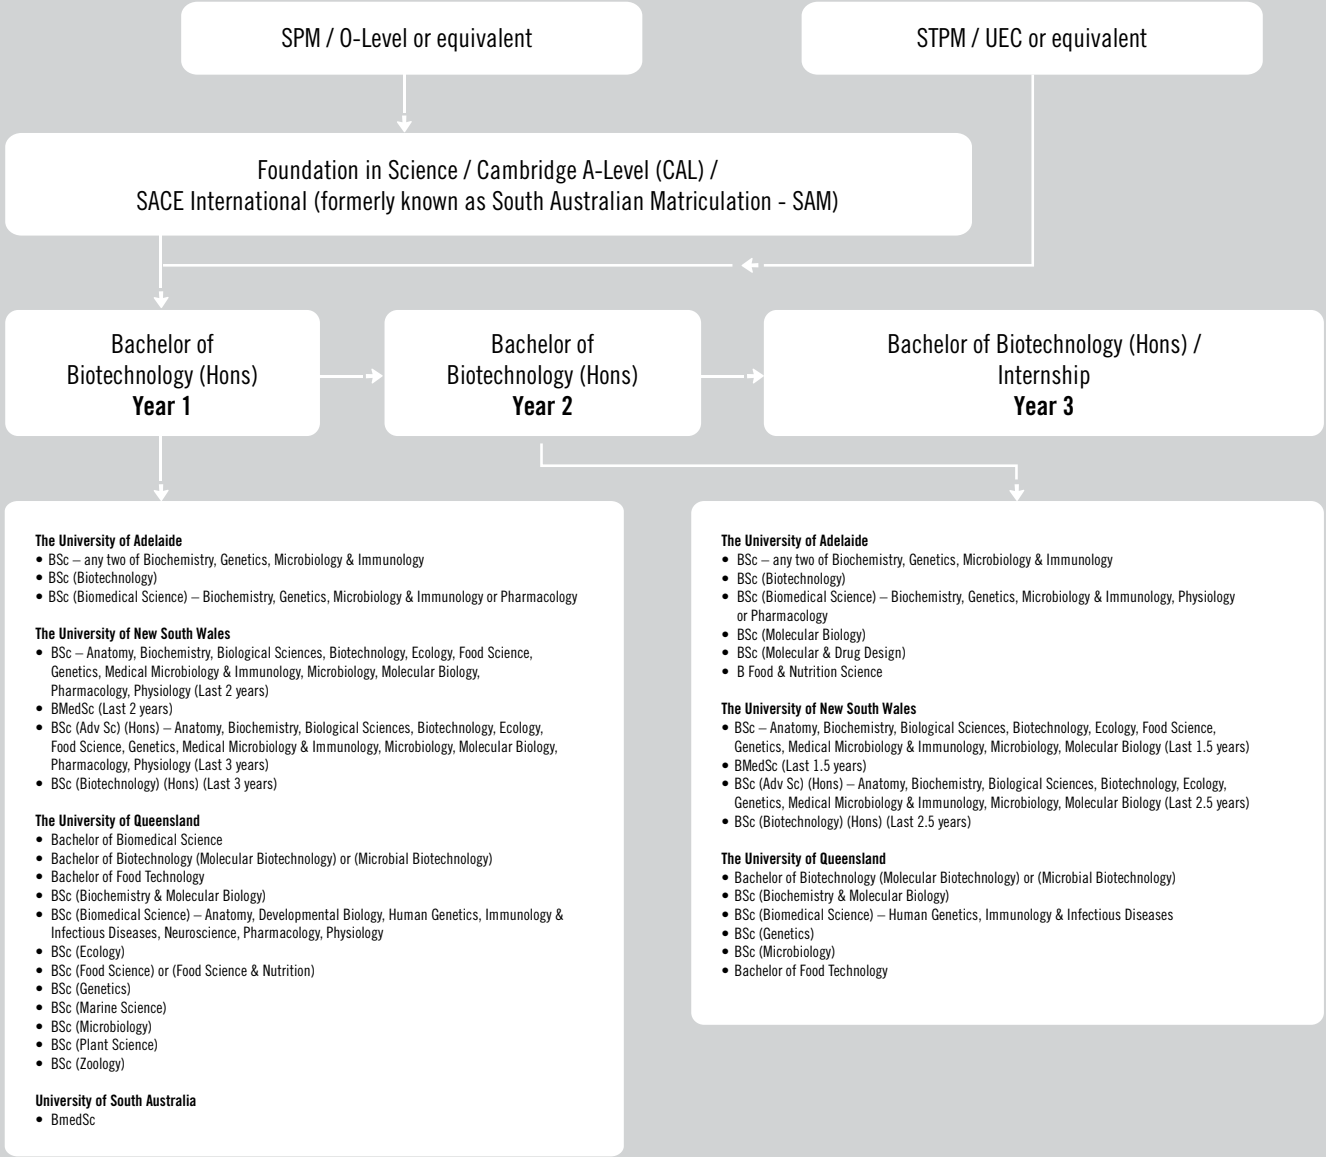 SPM / O-Level or equivalent
STPM / UEC or equivalent
Foundation in Science / Cambridge A-Level (CAL) /
SACE International (formerly known as South Australian Matriculation - SAM)
Bachelor of
Biotechnology (Hons)
Year 1
Bachelor of
Biotechnology (Hons)
Year 2
Bachelor of Biotechnology (Hons) /
Internship
Year 3
The University of Adelaide
• BSc – any two of Biochemistry, Genetics, Microbiology & Immunology
• BSc (Biotechnology)
• BSc (Biomedical Science) – Biochemistry, Genetics, Microbiology & Immunology or Pharmacology
The University of New South Wales
• BSc – Anatomy, Biochemistry, Biological Sciences, Biotechnology, Ecology, Food Science,
Genetics, Medical Microbiology & Immunology, Microbiology, Molecular Biology,
Pharmacology, Physiology (Last 2 years)
• BMedSc (Last 2 years)
• BSc (Adv Sc) (Hons) – Anatomy, Biochemistry, Biological Sciences, Biotechnology, Ecology,
Food Science, Genetics, Medical Microbiology & Immunology, Microbiology, Molecular Biology,
Pharmacology, Physiology (Last 3 years)
• BSc (Biotechnology) (Hons) (Last 3 years)
The University of Queensland
• Bachelor of Biomedical Science
• Bachelor of Biotechnology (Molecular Biotechnology) or (Microbial Biotechnology)
• Bachelor of Food Technology
• BSc (Biochemistry & Molecular Biology)
• BSc (Biomedical Science) – Anatomy, Developmental Biology, Human Genetics, Immunology &
Infectious Diseases, Neuroscience, Pharmacology, Physiology
• BSc (Ecology)
• BSc (Food Science) or (Food Science & Nutrition)
• BSc (Genetics)
• BSc (Marine Science)
• BSc (Microbiology)
• BSc (Plant Science)
• BSc (Zoology)
University of South Australia
• BmedSc
The University of Adelaide
• BSc – any two of Biochemistry, Genetics, Microbiology & Immunology
• BSc (Biotechnology)
• BSc (Biomedical Science) – Biochemistry, Genetics, Microbiology & Immunology, Physiology
or Pharmacology
• BSc (Molecular Biology)
• BSc (Molecular & Drug Design)
• B Food & Nutrition Science
The University of New South Wales
• BSc – Anatomy, Biochemistry, Biological Sciences, Biotechnology, Ecology, Food Science,
Genetics, Medical Microbiology & Immunology, Microbiology, Molecular Biology (Last 1.5 years)
• BMedSc (Last 1.5 years)
• BSc (Adv Sc) (Hons) – Anatomy, Biochemistry, Biological Sciences, Biotechnology, Ecology,
Genetics, Medical Microbiology & Immunology, Microbiology, Molecular Biology (Last 2.5 years)
• BSc (Biotechnology) (Hons) (Last 2.5 years)
The University of Queensland
• Bachelor of Biotechnology (Molecular Biotechnology) or (Microbial Biotechnology)
• BSc (Biochemistry & Molecular Biology)
• BSc (Biomedical Science) – Human Genetics, Immunology & Infectious Diseases
• BSc (Genetics)
• BSc (Microbiology)
• Bachelor of Food Technology